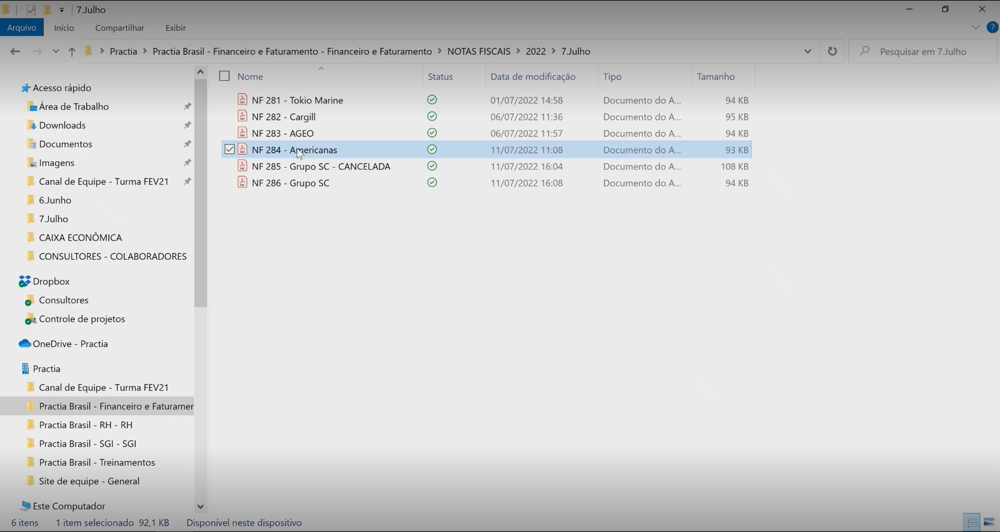 7.Julho
Arquivo Início Compartilhar Exibir
Practia > Practia Brasil - Financeiro e Faturamento - Financeiro e Faturamento > NOTAS FISCAIS > 2022 > 7.Julho
Pesquisar em 7.Julho
Nome Status Data de modificação Tipo Tamanho
NF 281 - Tokio Marine 01/07/2022 14:58 Documento do A... 94 KB
NF 282 - Cargill 06/07/2022 11:36 Documento do A... 95 KB
NF 283 - AGEO 06/07/2022 11:57 Documento do A... 94 KB
NF 284 - Americanas 11/07/2022 11:08 Documento do A... 93 KB
NF 285 - Grupo SC - CANCELADA 11/07/2022 16:04 Documento do A... 108 KB
NF 286 - Grupo SC 11/07/2022 16:08 Documento do A... 94 KB
Acesso rápido
Área de Trabalho
Downloads
Documentos
Imagens
Canal de Equipe - Turma FEV21
6.Junho
7.Julho
CAIXA ECONÔMICA
CONSULTORES - COLABORADORES
Dropbox
Consultores
Controle de projetos
OneDrive - Practia
Practia
Canal de Equipe - Turma FEV21
Practia Brasil - Financeiro e Faturamer
Practia Brasil - RH - RH
Practia Brasil - SGI - SGI
Practia Brasil - Treinamentos
Site de equipe - General
Este Computador
6 itens 1 item selecionado 92,1 KB Disponível neste dispositivo